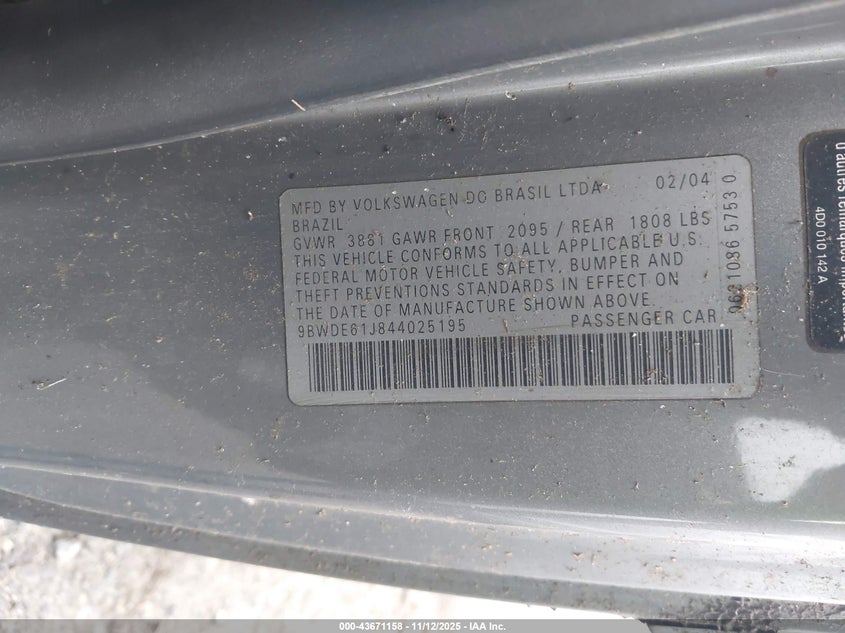 MFD BY VOLKSWAGEN DO BRASIL LTDA 02/04
BRAZIL
GVWR 3881 GAWR FRONT 2095 / REAR 1808 LBS
THIS VEHICLE CONFORMS TO ALL APPLICABLE U.S.
FEDERAL MOTOR VEHICLE SAFETY, BUMPER AND
THEFT PREVENTIONS STANDARDS IN EFFECT ON
THE DATE OF MANUFACTURE SHOWN ABOVE.
9BWDE61J844025195 PASSENGER CAR
4D0 010 142 A
000-43671158 - 11/12/2025 - IAA Inc.